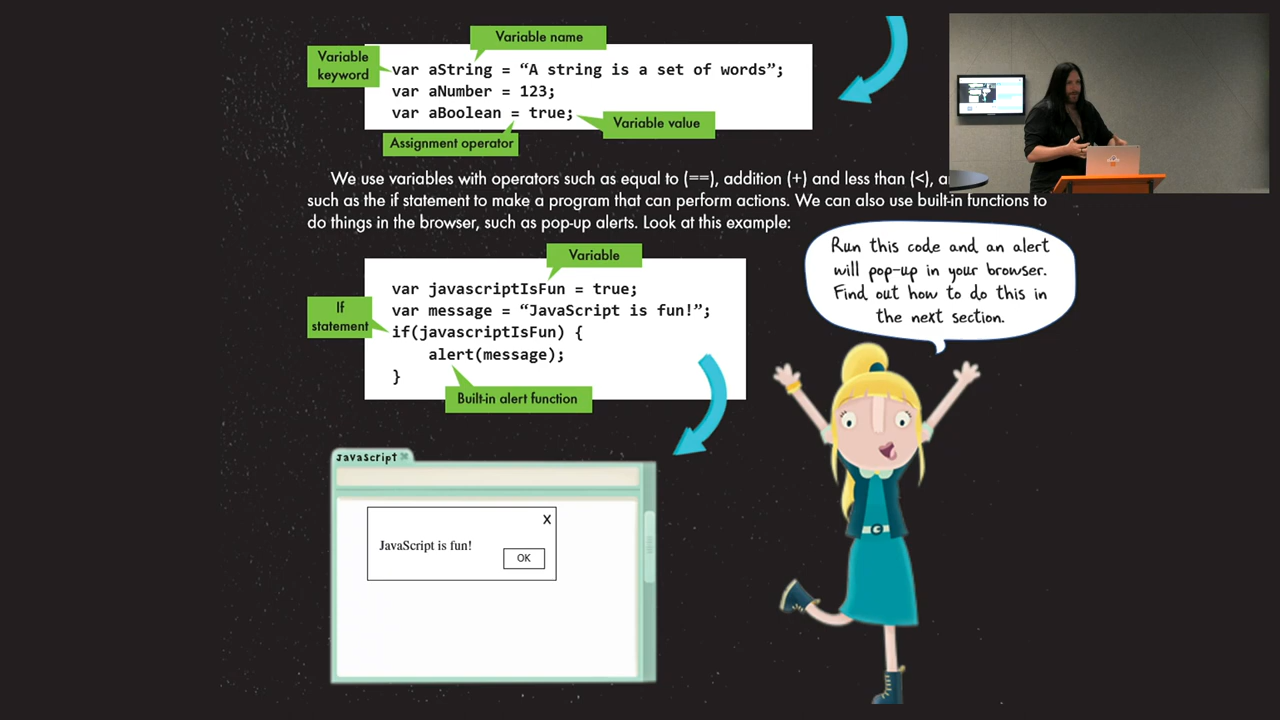 Variable name
Variable
keyword
var aString = “A string is a set of words”;
var aNumber = 123;
var aBoolean = true;
Variable value
Assignment operator
We use variables with operators such as equal to (==), addition (+) and less than (<),
such as the if statement to make a program that can perform actions. We can also use built-in functions to
do things in the browser, such as pop-up alerts. Look at this example:
Variable
If
statement
var javascriptIsFun = true;
var message = “JavaScript is fun!”;
if(javascriptIsFun) {
alert(message);
}
Built-in alert function
Run this code and an alert
will pop-up in your browser.
Find out how to do this in
the next section.
JavaScript
X
JavaScript is fun!
OK